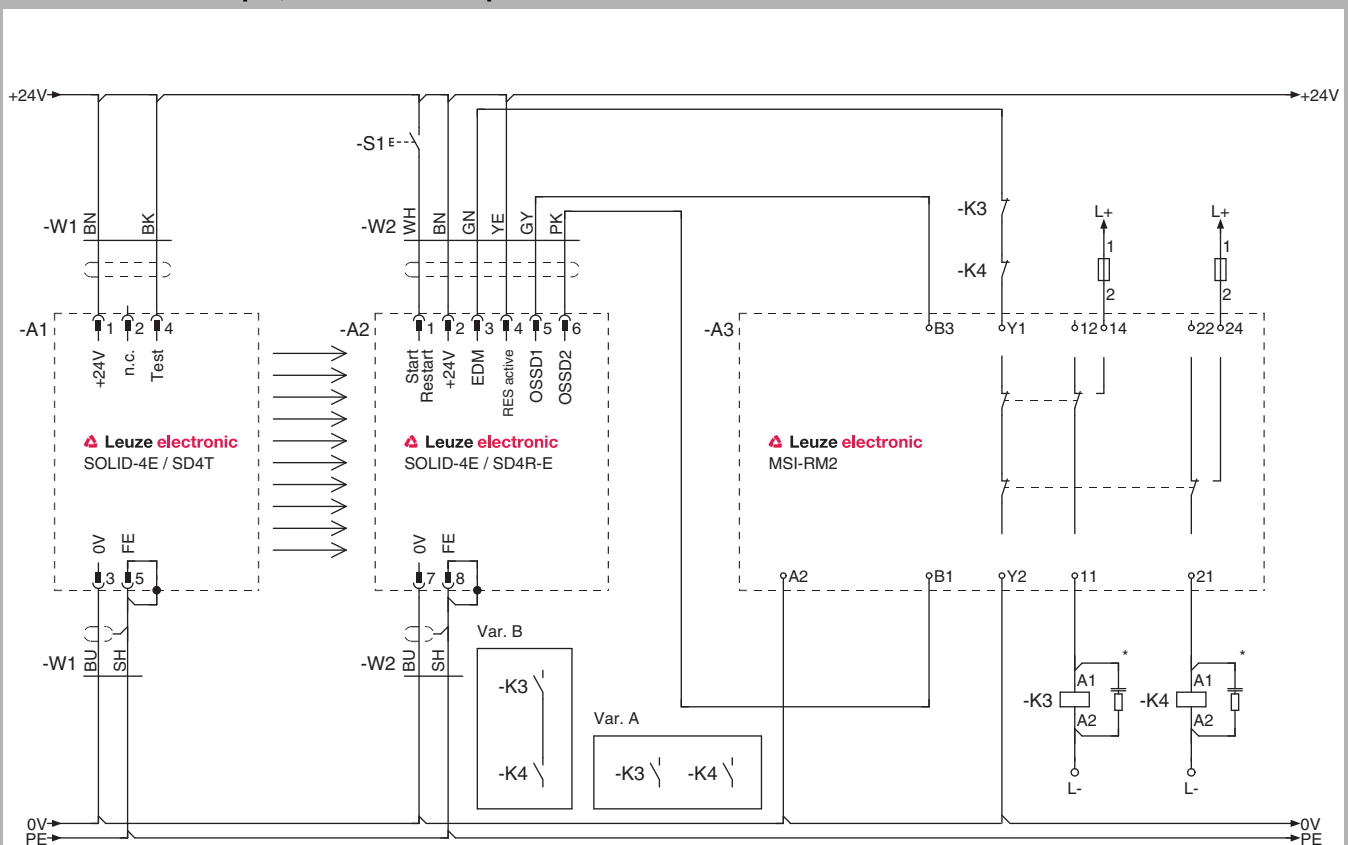 +24V
+24V
-S1
-W1
BN
BK
-W2
WH
BN
GN
YE
GY
PK
-K3
-K4
L+
1
2
L+
1
2
-A1
1
2
4
+24V
n.c.
Test
-A2
1
2
3
4
5
6
Start
Restart
+24V
EDM
RES active
OSSD1
OSSD2
-A3
B3
Y1
12
14
22
24
Leuze electronic
SOLID-4E / SD4T
Leuze electronic
SOLID-4E / SD4R-E
Leuze electronic
MSI-RM2
0V
FE
3
5
0V
FE
7
8
A2
B1
Y2
11
21
-W1
BU
SH
-W2
BU
SH
Var. B
-K3
-K4
Var. A
-K3
-K4
*
-K3
A1
A2
L-
*
-K4
A1
A2
L-
0V
0V
PE
PE